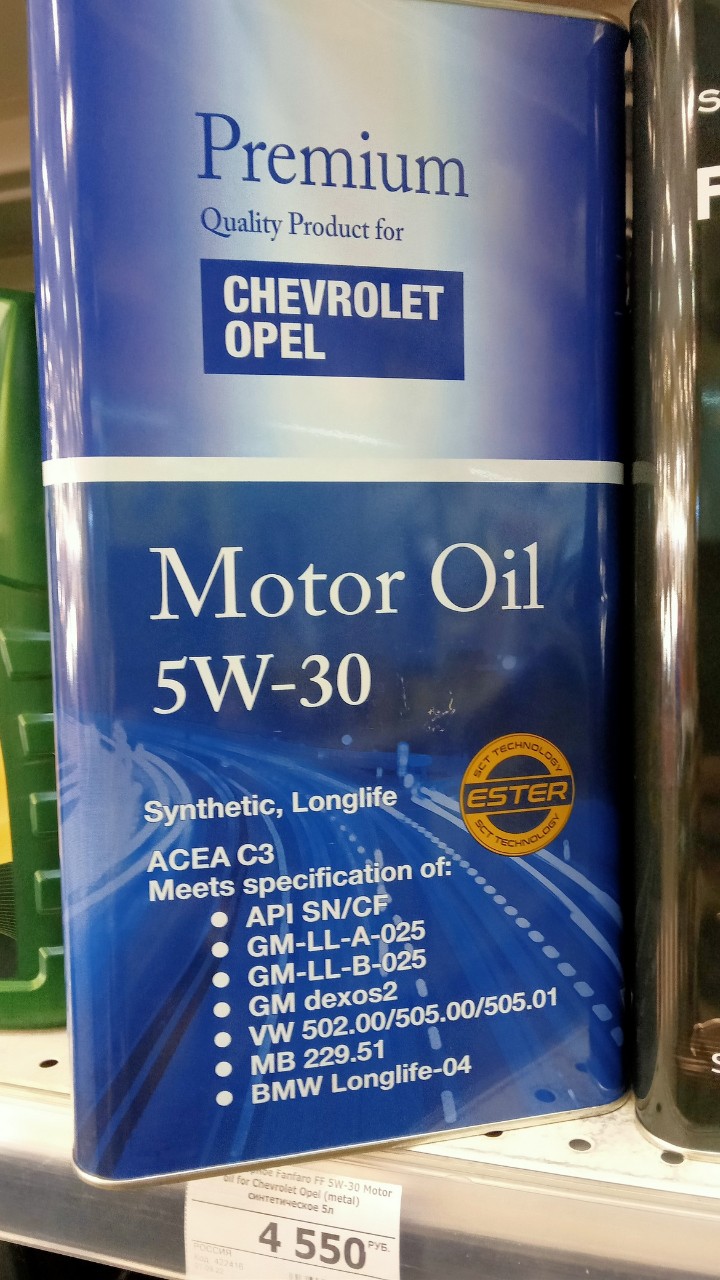 Premium
Quality Product for
CHEVROLET
OPEL
Motor Oil
5W-30
SCT TECHNOLOGY
ESTER
SCT TECHNOLOGY
Synthetic, Longlife
ACEA C3
Meets specification of:
● API SN/CF
● GM-LL-A-025
● GM-LL-B-025
● GM dexos2
● VW 502.00/505.00/505.01
● MB 229.51
● BMW Longlife-04
Fanfaro FF 5W-30 Motor
oil for Chevrolet Opel (metal)
синтетическое 5л
4 550 РУБ.
РОССИЯ
S
F
S